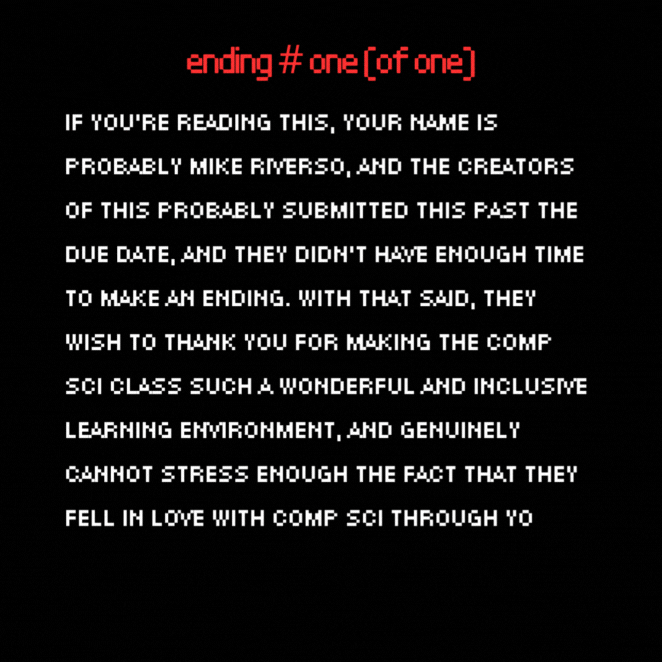 ending # one (of one)
IF YOU'RE READING THIS, YOUR NAME IS
PROBABLY MIKE RIVERSO, AND THE CREATORS
OF THIS PROBABLY SUBMITTED THIS PAST THE
DUE DATE, AND THEY DIDN'T HAVE ENOUGH TIME
TO MAKE AN ENDING. WITH THAT SAID, THEY
WISH TO THANK YOU FOR MAKING THE COMP
SCI CLASS SUCH A WONDERFUL AND INCLUSIVE
LEARNING ENVIRONMENT, AND GENUINELY
CANNOT STRESS ENOUGH THE FACT THAT THEY
FELL IN LOVE WITH COMP SCI THROUGH YO